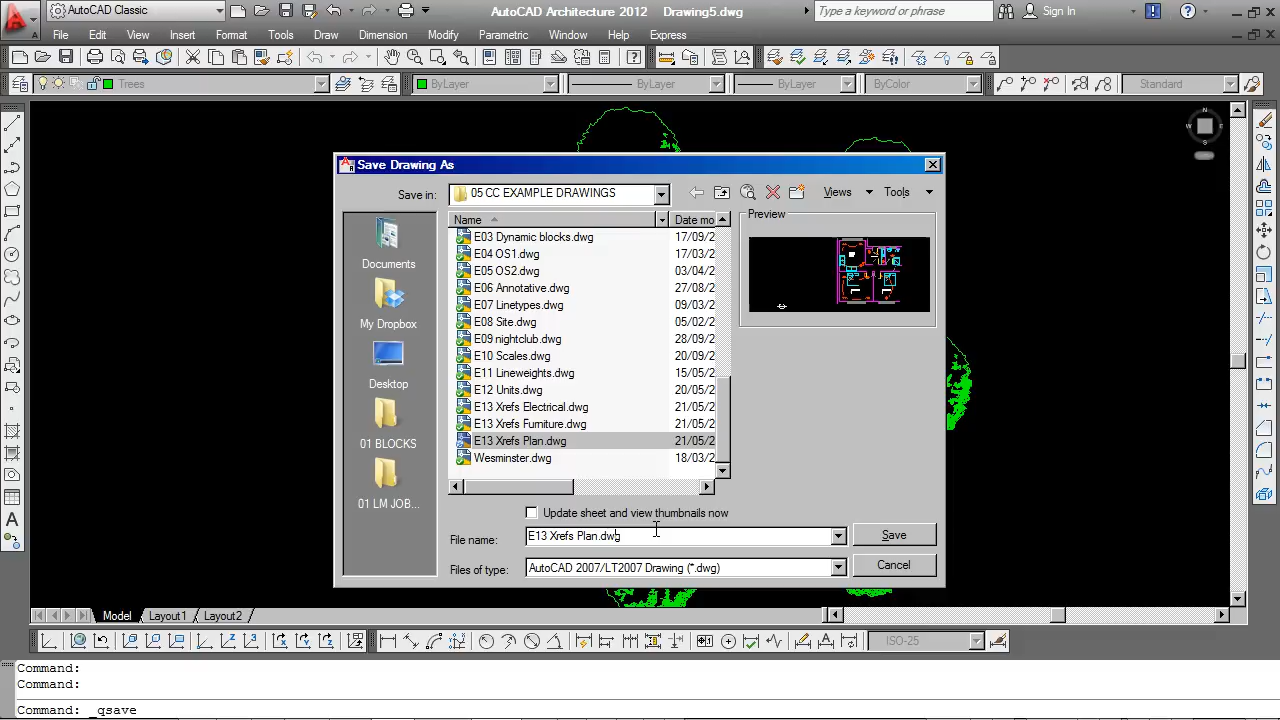 AutoCAD Classic
AutoCAD Architecture 2012 Drawing5.dwg
Type a keyword or phrase
Sign In
File Edit View Insert Format Tools Draw Dimension Modify Parametric Window Help Express
Trees
ByLayer
ByLayer
ByLayer
ByColor
Standard
Save Drawing As
Save in:
05 CC EXAMPLE DRAWINGS
Views
Tools
Documents
My Dropbox
Desktop
01 BLOCKS
01 LM JOB...
Name Date mo
E03 Dynamic blocks.dwg 17/09/2
E04 OS1.dwg 17/03/2
E05 OS2.dwg 03/04/2
E06 Annotative.dwg 27/08/2
E07 Linetypes.dwg 09/03/2
E08 Site.dwg 05/02/2
E09 nightclub.dwg 28/09/2
E10 Scales.dwg 20/09/2
E11 Lineweights.dwg 15/05/2
E12 Units.dwg 20/05/2
E13 Xrefs Electrical.dwg 21/05/2
E13 Xrefs Furniture.dwg 21/05/2
E13 Xrefs Plan.dwg 21/05/2
Wesminster.dwg 18/03/2
Preview
N
W
E
S
Update sheet and view thumbnails now
File name: E13 Xrefs Plan.dwg
Save
Files of type: AutoCAD 2007/LT2007 Drawing (*.dwg)
Cancel
Model Layout1 Layout2
ISO-25
Command:
Command:
Command: _qsave